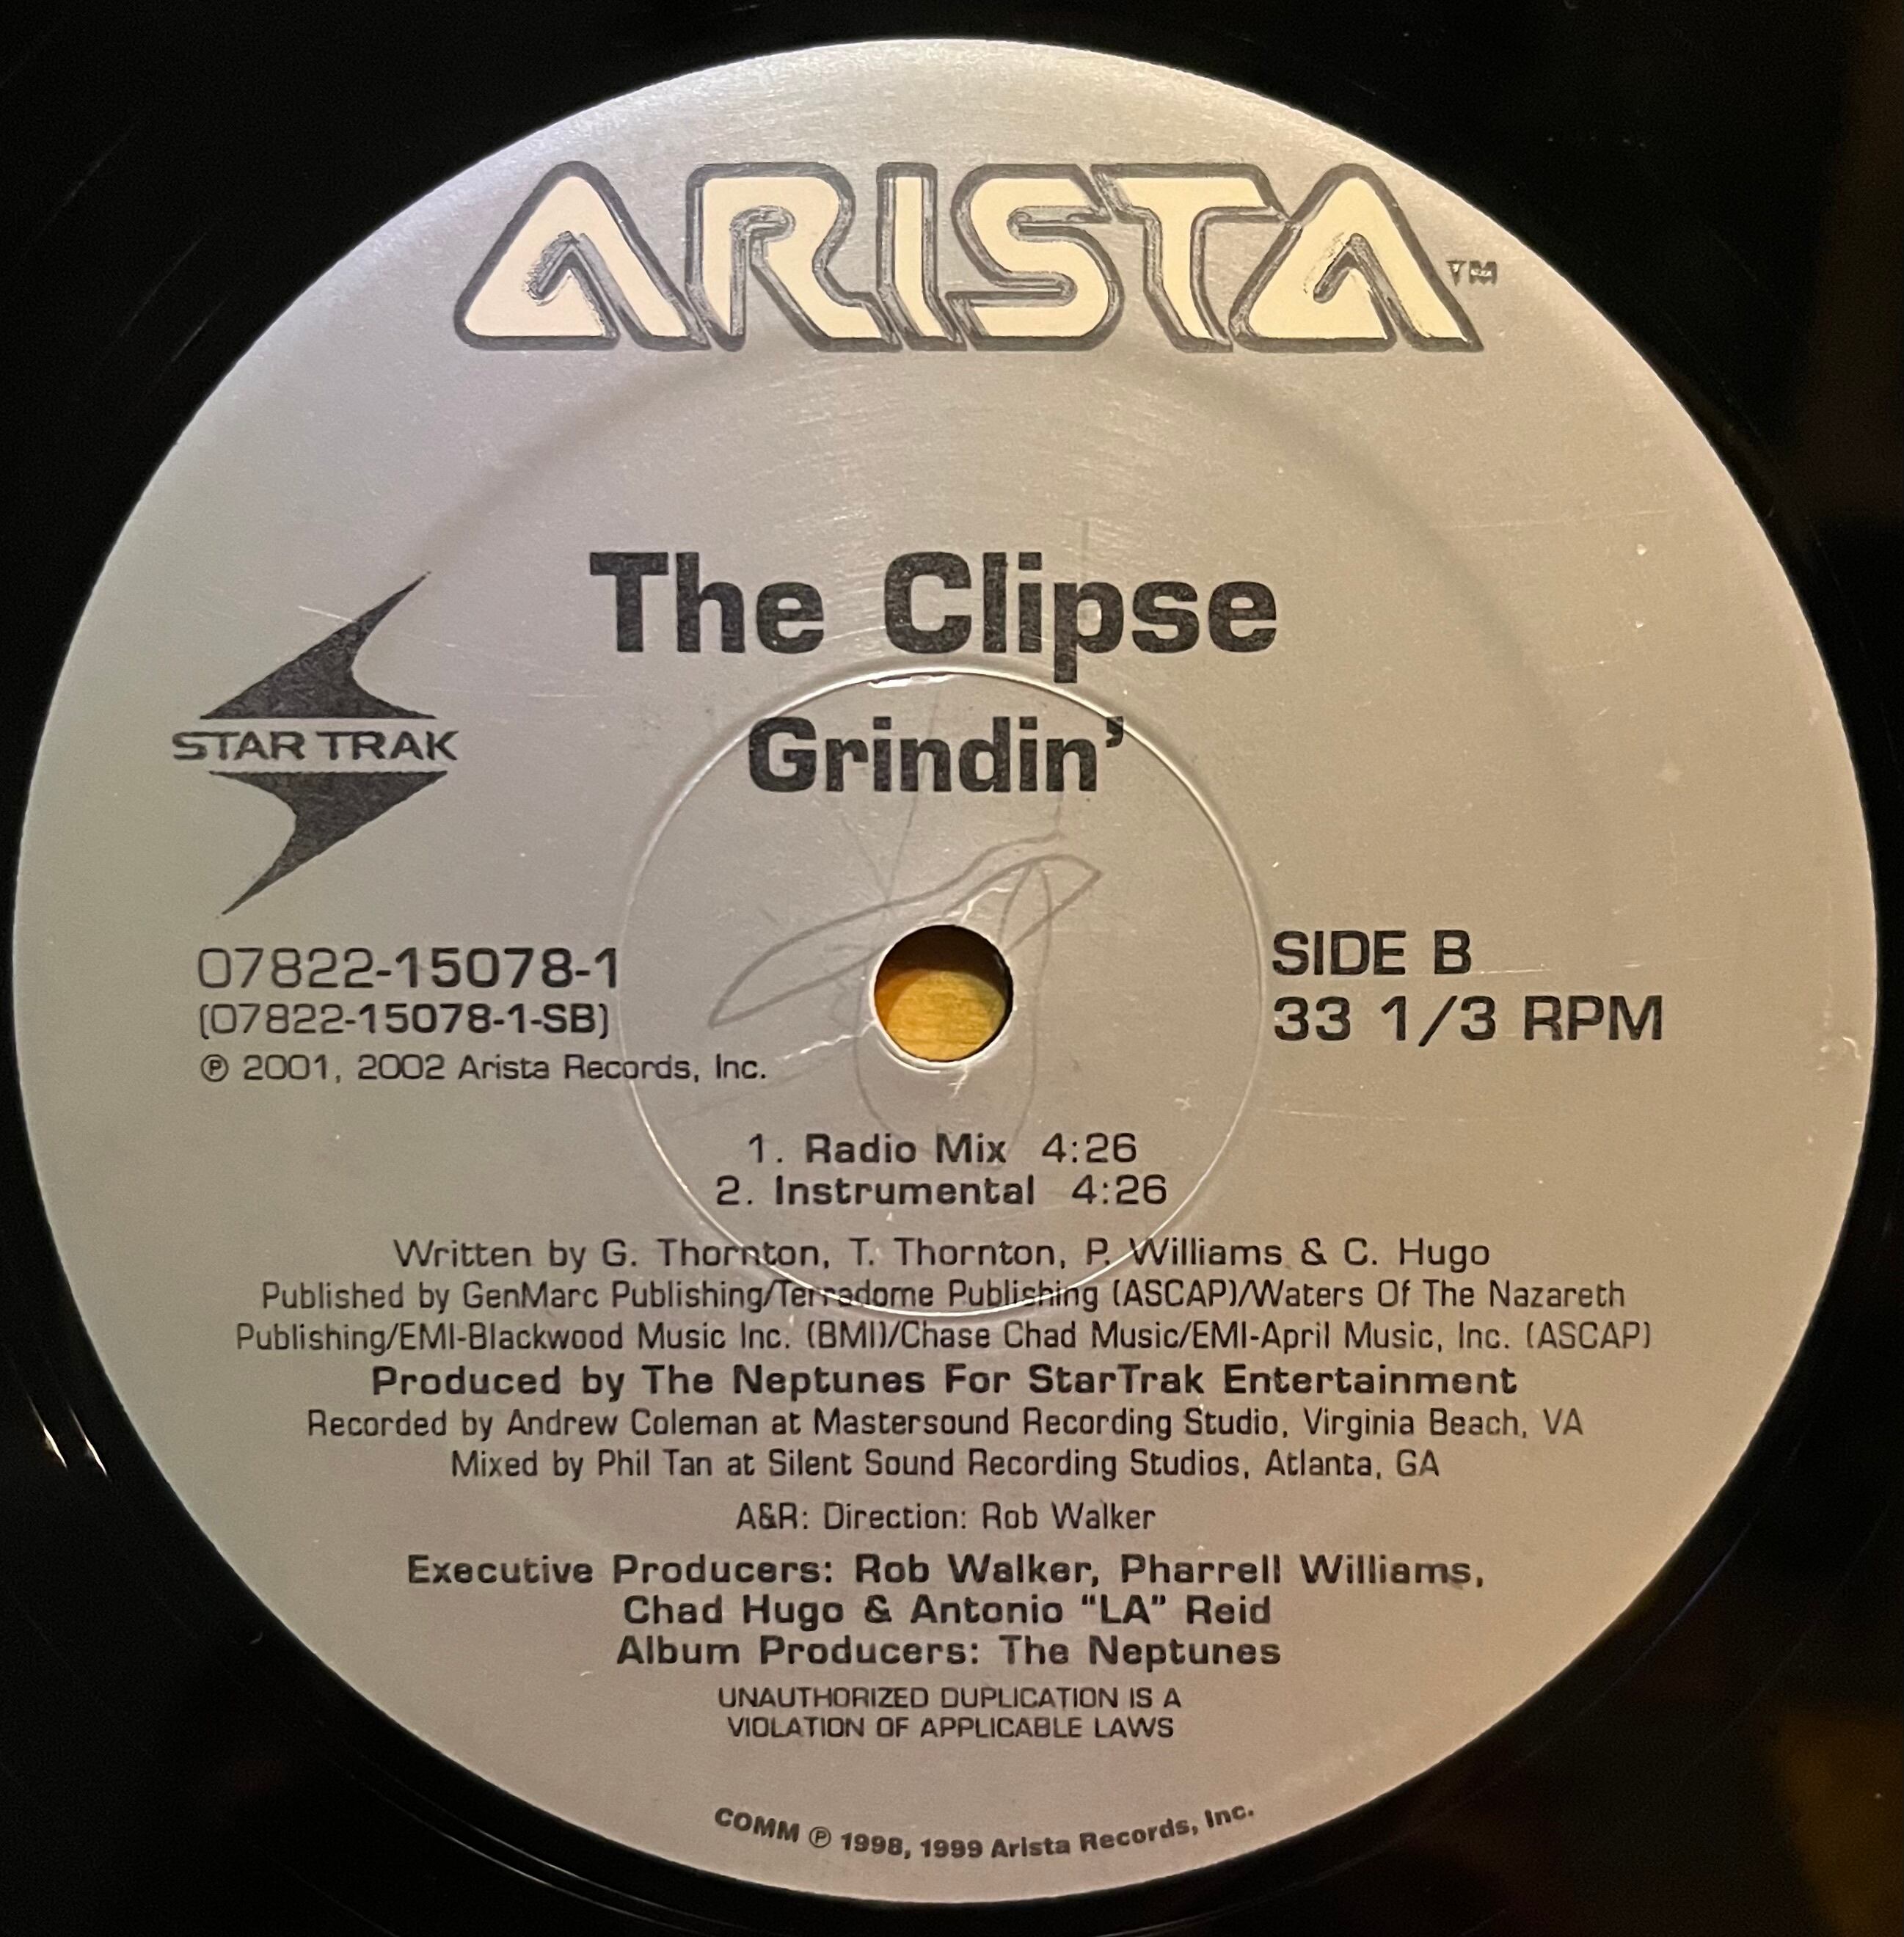 ARISTA™
The Clipse
Grindin’
STAR TRAK
07822-15078-1
(07822-15078-1-SB)
℗ 2001, 2002 Arista Records, Inc.
SIDE B
33 1/3 RPM
1. Radio Mix 4:26
2. Instrumental 4:26
Written by G. Thornton, T. Thornton, P. Williams & C. Hugo
Published by GenMarc Publishing/Terradome Publishing (ASCAP)/Waters Of The Nazareth
Publishing/EMI-Blackwood Music Inc. (BMI)/Chase Chad Music/EMI-April Music, Inc. (ASCAP)
Produced by The Neptunes For StarTrak Entertainment
Recorded by Andrew Coleman at Mastersound Recording Studio, Virginia Beach, VA
Mixed by Phil Tan at Silent Sound Recording Studios, Atlanta, GA
A&R: Direction: Rob Walker
Executive Producers: Rob Walker, Pharrell Williams,
Chad Hugo & Antonio “LA” Reid
Album Producers: The Neptunes
UNAUTHORIZED DUPLICATION IS A
VIOLATION OF APPLICABLE LAWS
COMM ℗ 1998, 1999 Arista Records, Inc.